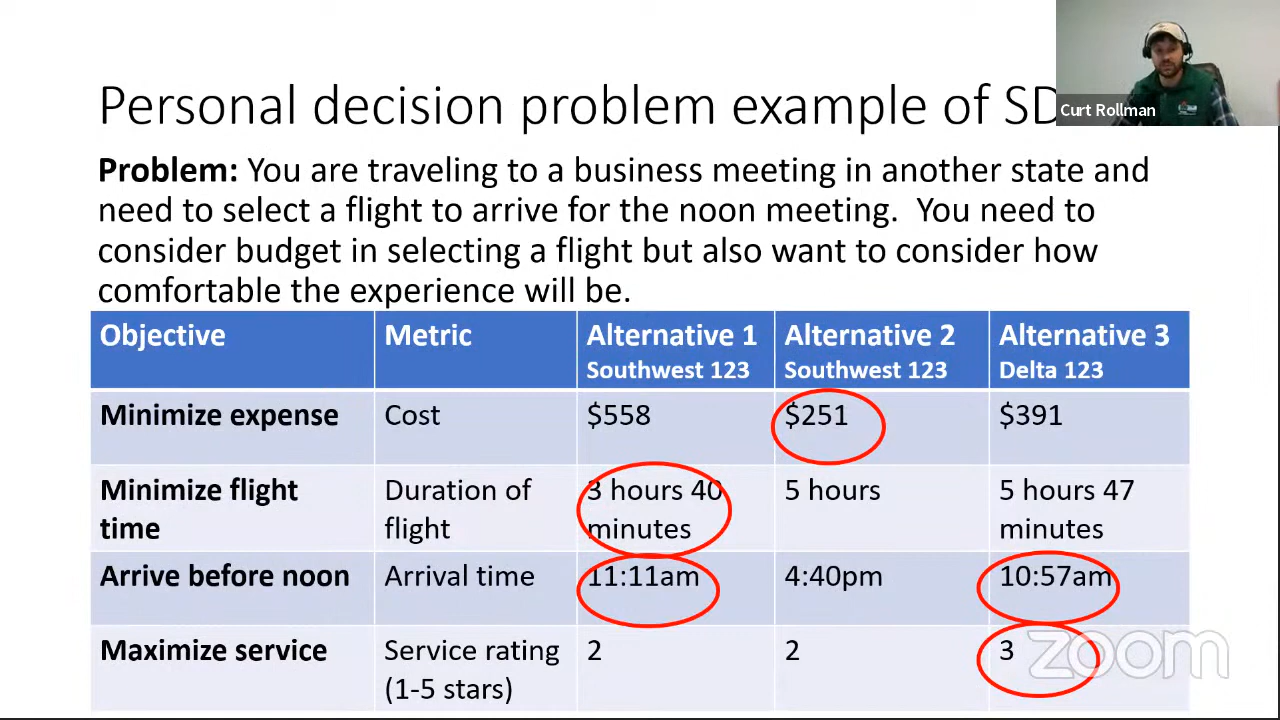 Personal decision problem example of SD
Curt Rollman
Problem: You are traveling to a business meeting in another state and
need to select a flight to arrive for the noon meeting.  You need to
consider budget in selecting a flight but also want to consider how
comfortable the experience will be.
Objective Metric Alternative 1 Alternative 2 Alternative 3
Southwest 123 Southwest 123 Delta 123
Minimize expense Cost $558 $251 $391
Minimize flight Duration of 3 hours 40 5 hours 5 hours 47
time flight minutes minutes
Arrive before noon Arrival time 11:11am 4:40pm 10:57am
Maximize service Service rating 2 2 3
(1-5 stars)
zoom